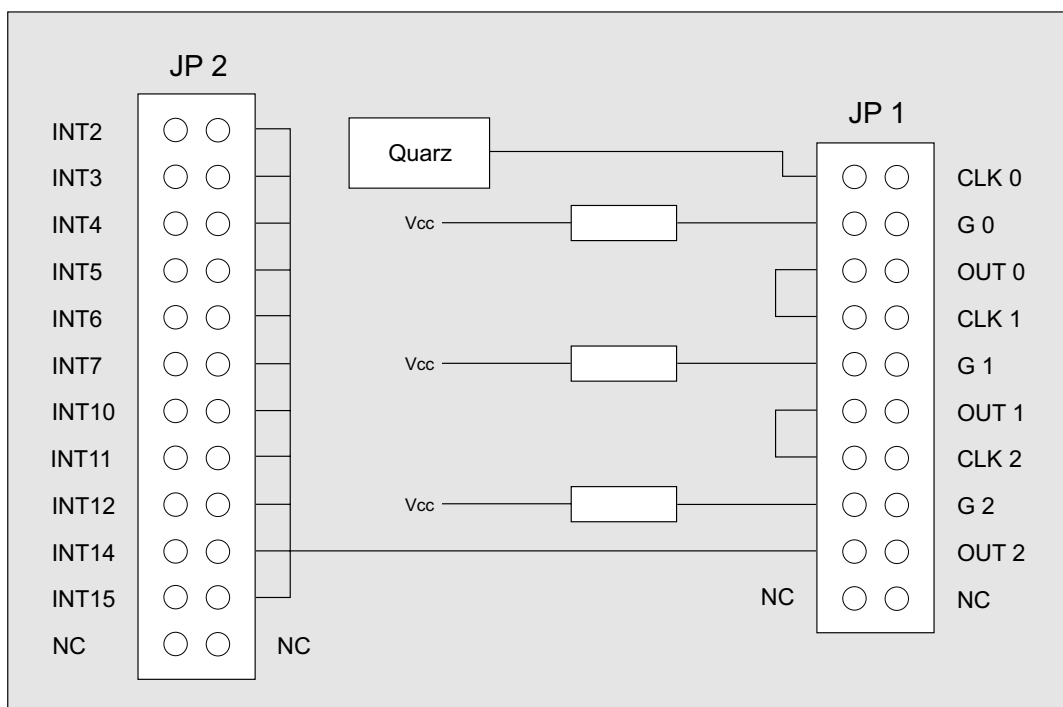 JP 2
INT2
INT3
INT4
INT5
INT6
INT7
INT10
INT11
INT12
INT14
INT15
NC
NC
Quarz
Vcc
Vcc
Vcc
JP 1
CLK 0
G 0
OUT 0
CLK 1
G 1
OUT 1
CLK 2
G 2
OUT 2
NC
NC